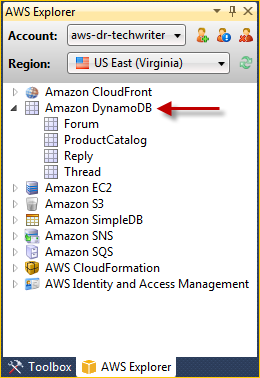 AWS Explorer
Account: aws-dr-techwriter
Region: US East (Virginia)
Amazon CloudFront
Amazon DynamoDB
Forum
ProductCatalog
Reply
Thread
Amazon EC2
Amazon S3
Amazon SimpleDB
Amazon SNS
Amazon SQS
AWS CloudFormation
AWS Identity and Access Management
Toolbox AWS Explorer